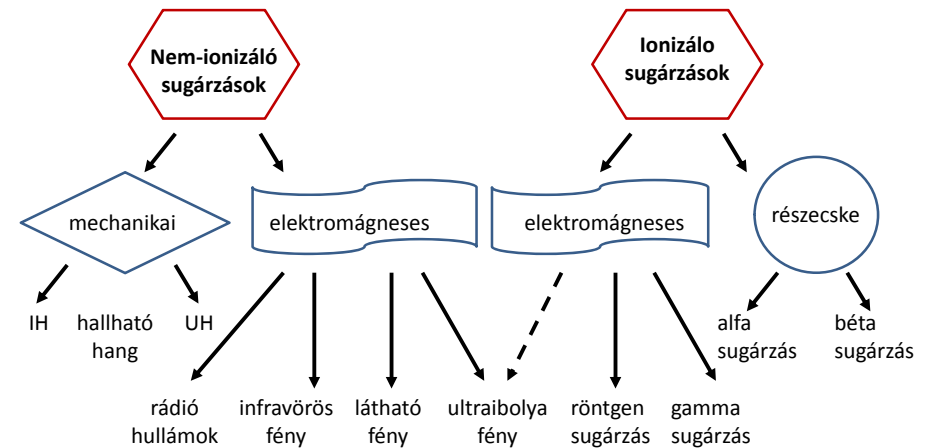 Nem-ionizáló
sugárzások
Ionizálo
sugárzások
mechanikai
elektromágneses
elektromágneses
részecske
IH
hallható
hang
UH
alfa
sugárzás
béta
sugárzás
rádió
hullámok
infravörös
fény
látható
fény
ultraibolya
fény
röntgen
sugárzás
gamma
sugárzás